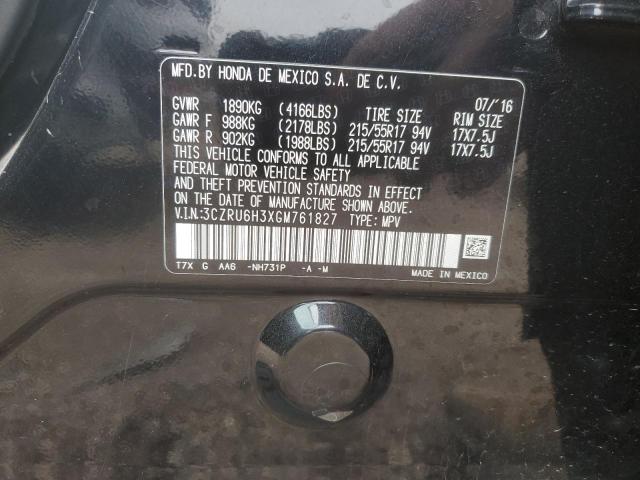 MFD.BY HONDA DE MEXICO S.A. DE C.V.
07/'16
GVWR 1890KG (4166LBS) TIRE SIZE RIM SIZE
GAWR F 988KG (2178LBS) 215/55R17 94V 17X7.5J
GAWR R 902KG (1988LBS) 215/55R17 94V 17X7.5J
THIS VEHICLE CONFORMS TO ALL APPLICABLE
FEDERAL MOTOR VEHICLE SAFETY
AND THEFT PREVENTION STANDARDS IN EFFECT
ON THE DATE OF MANUFACTURE SHOWN ABOVE.
V.I.N:3CZRU6H3XGM761827 TYPE: MPV
T7X G AA6 -NH731P -A -M MADE IN MEXICO